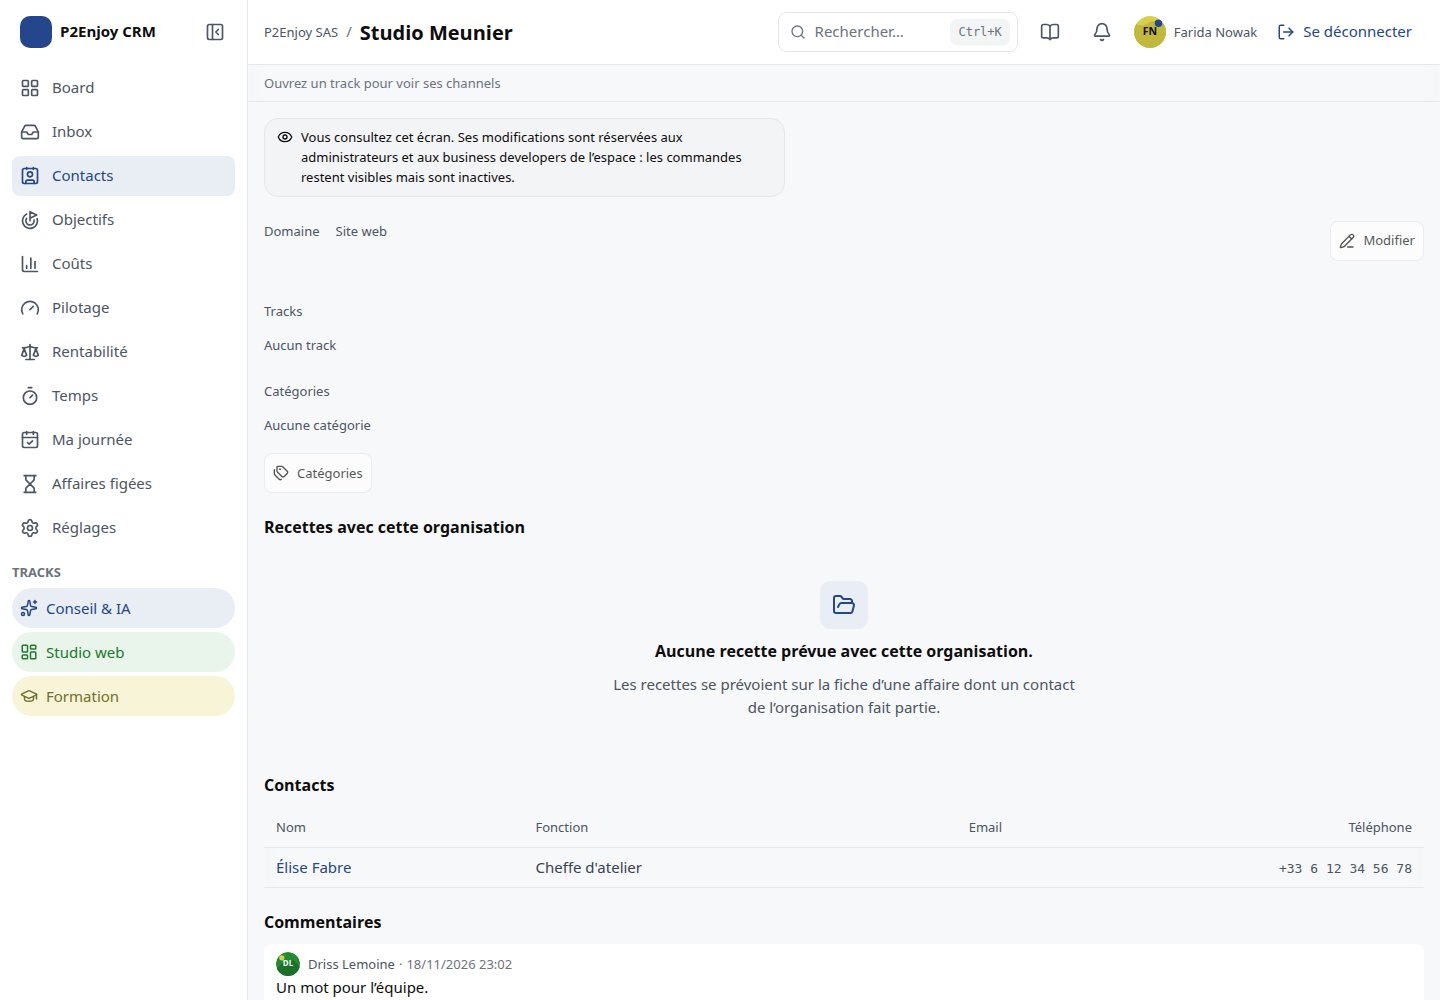 P2Enjoy CRM
Board
Inbox
Contacts
Objectifs
Coûts
Pilotage
Rentabilité
Temps
Ma journée
Affaires figées
Réglages
TRACKS
Conseil & IA
Studio web
Formation
P2Enjoy SAS / Studio Meunier
Rechercher... Ctrl+K
FN Farida Nowak
Se déconnecter
Ouvrez un track pour voir ses channels
Vous consultez cet écran. Ses modifications sont réservées aux
administrateurs et aux business developers de l’espace : les commandes
restent visibles mais sont inactives.
Domaine Site web
Modifier
Tracks
Aucun track
Catégories
Aucune catégorie
Catégories
Recettes avec cette organisation
Aucune recette prévue avec cette organisation.
Les recettes se prévoient sur la fiche d’une affaire dont un contact
de l’organisation fait partie.
Contacts
Nom Fonction Email Téléphone
Élise Fabre Cheffe d'atelier +33 6 12 34 56 78
Commentaires
DL Driss Lemoine · 18/11/2026 23:02
Un mot pour l’équipe.